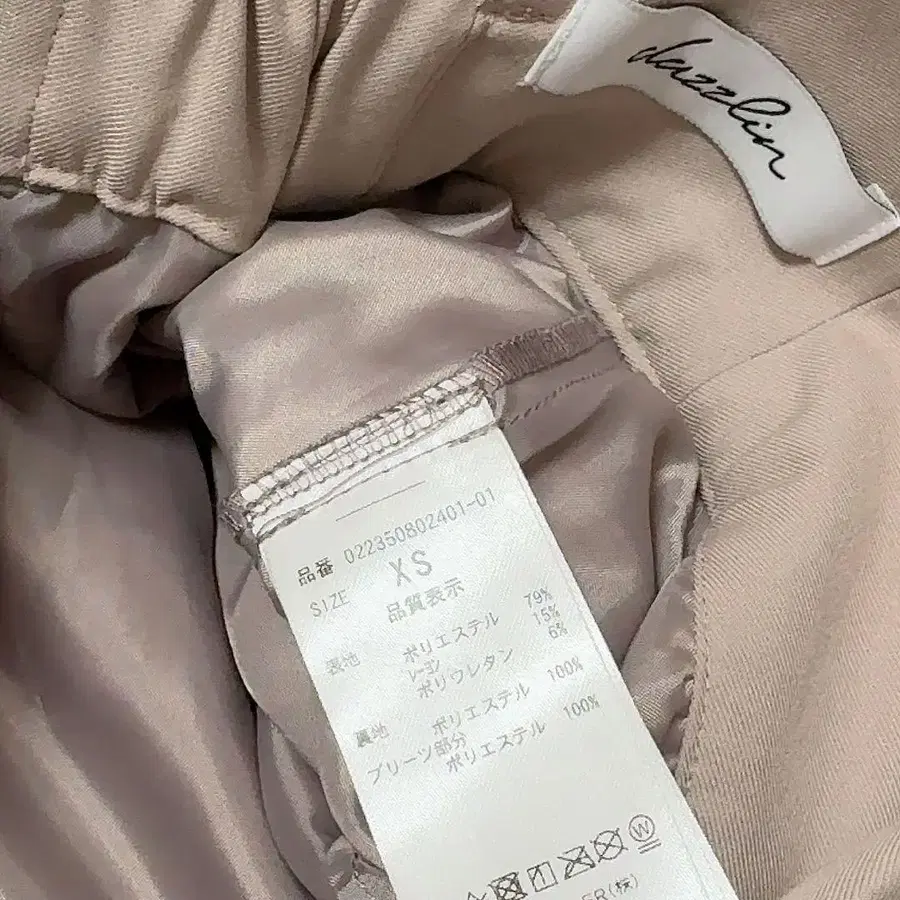 dazzlin
品番 022350802401-01
SIZE XS
品質表示
表地 ポリエステル 79%
レーヨン 15%
ポリウレタン 6%
裏地 ポリエステル 100%
プリーツ部分
ポリエステル 100%
W
ER(株)